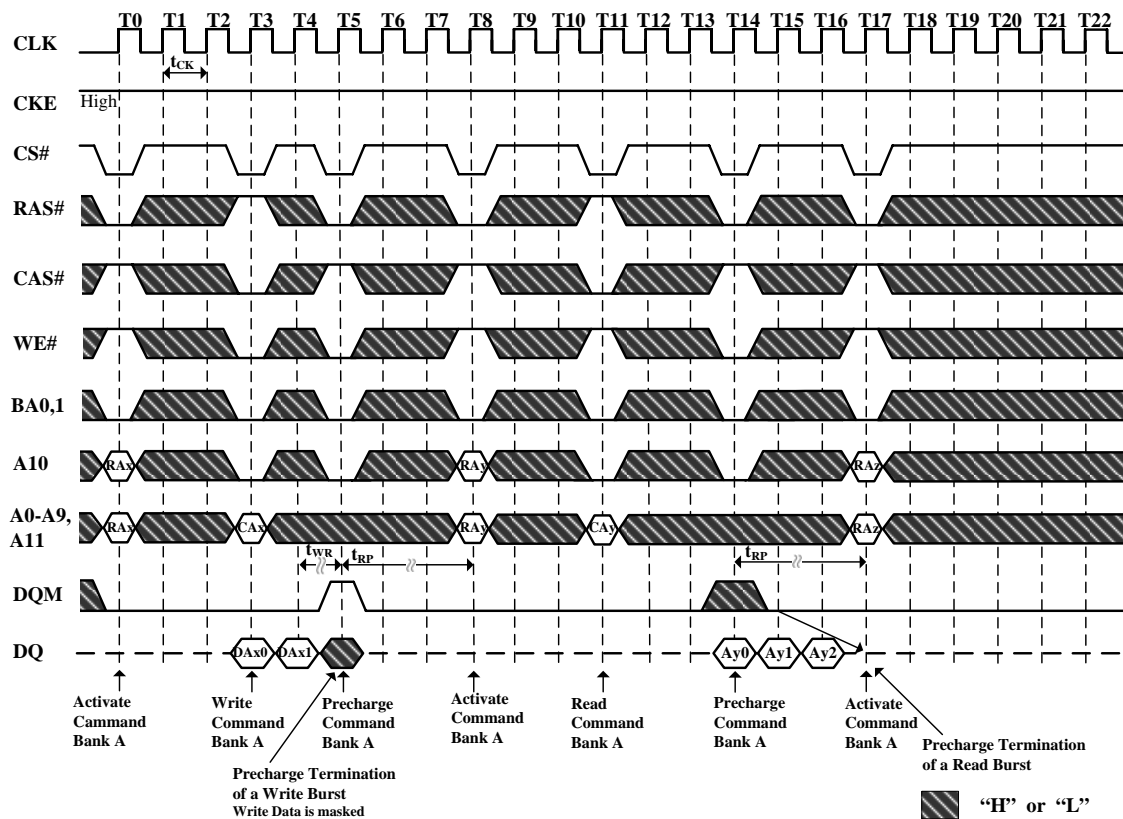 T0 T1 T2 T3 T4 T5 T6 T7 T8 T9 T10 T11 T12 T13 T14 T15 T16 T17 T18 T19 T20 T21 T22
CLK
tCK
CKE High
CS#
RAS#
CAS#
WE#
BA0,1
A10 RAx RAy RAz
A0-A9,
A11
RAx CAx RAy CAy RAz
tWR tRP tRP
DQM
DQ DAx0 DAx1 Ay0 Ay1 Ay2
Activate
Cammand
Bank A
Write
Command
Bank A
Precharge
Command
Bank A
Activate
Command
Bank A
Read
Command
Bank A
Precharge
Command
Bank A
Activate
Command
Bank A
Precharge Termination
of a Write Burst
Write Data is masked
Precharge Termination
of a Read Burst
“H” or “L”